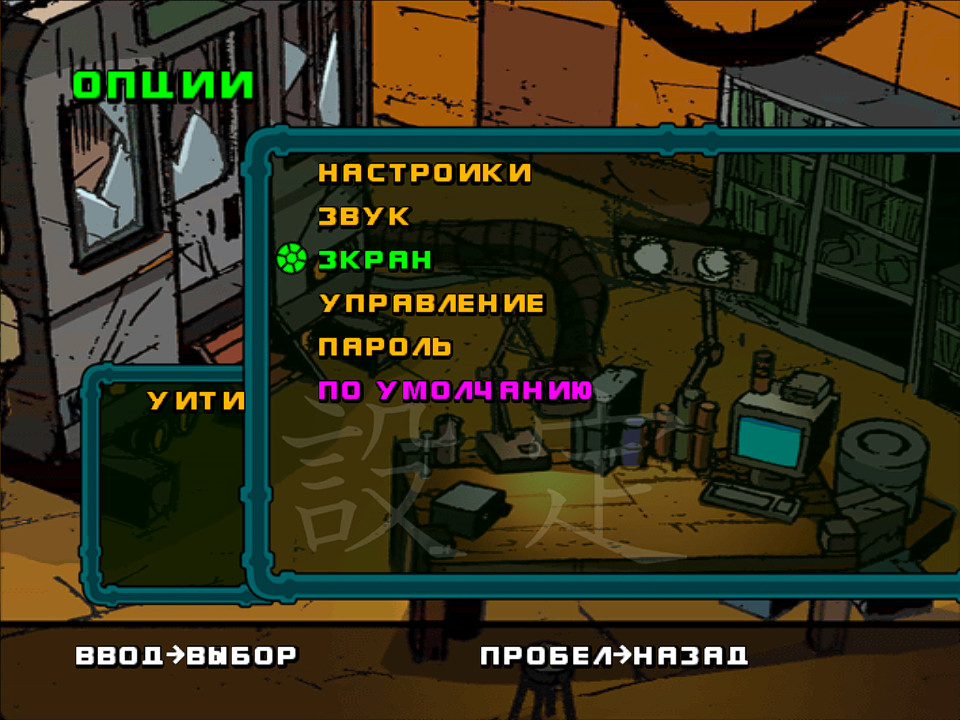 ОПЦИИ
НАСТРОИКИ
ЗВУК
ЗКРАН
УПРАВЛЕНИЕ
ПАРОЛЬ
ПО УМОЛЧАНИЮ
УИТИ
設定
ВВОД→ВЫБОР
ПРОБЕЛ→НАЗАД